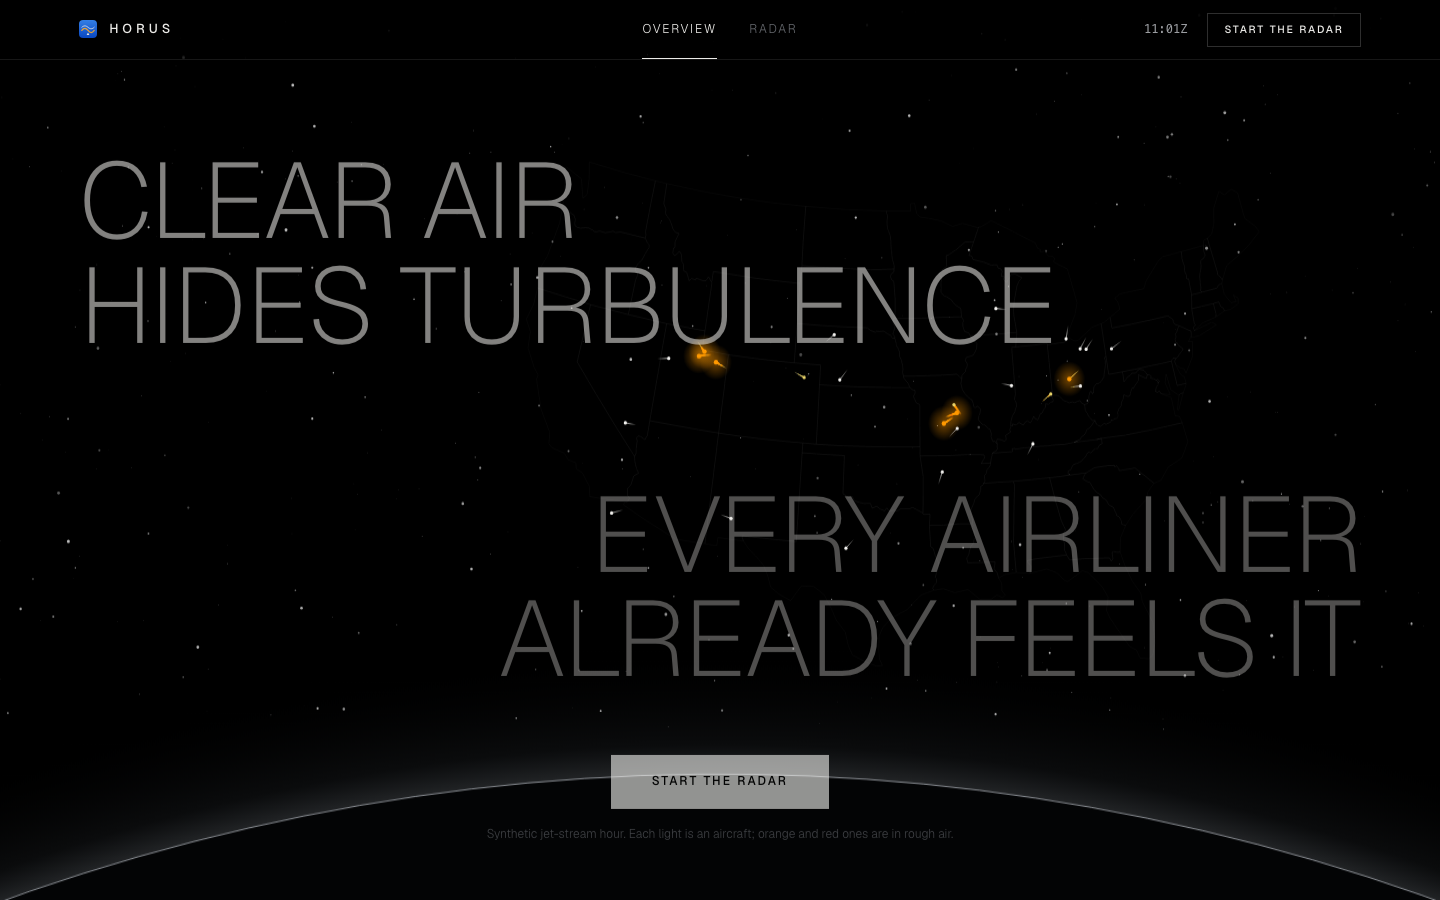 HORUS
OVERVIEW
RADAR
11:01Z
START THE RADAR
CLEAR AIR
HIDES TURBULENCE
EVERY AIRLINER
ALREADY FEELS IT
START THE RADAR
Synthetic jet-stream hour. Each light is an aircraft; orange and red ones are in rough air.